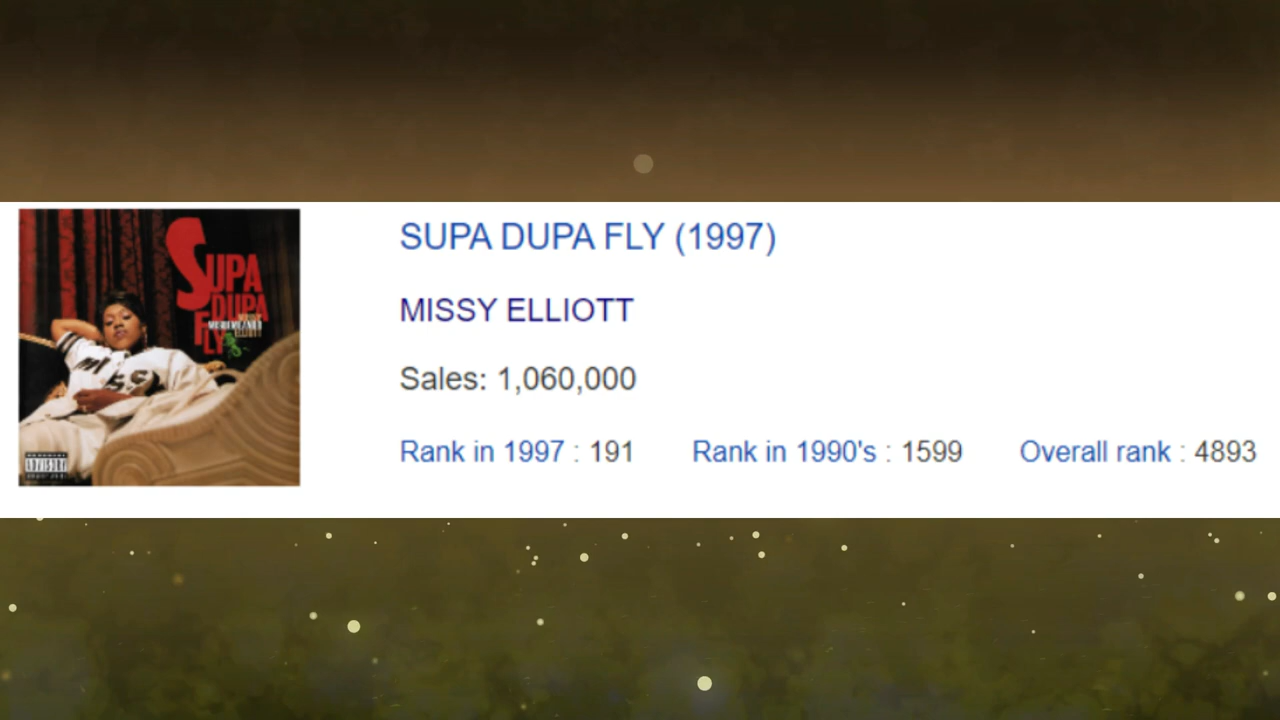 SUPA
DUPA
FLY
SUPA DUPA FLY (1997)
MISSY ELLIOTT
Sales: 1,060,000
Rank in 1997 : 191 Rank in 1990's : 1599 Overall rank : 4893